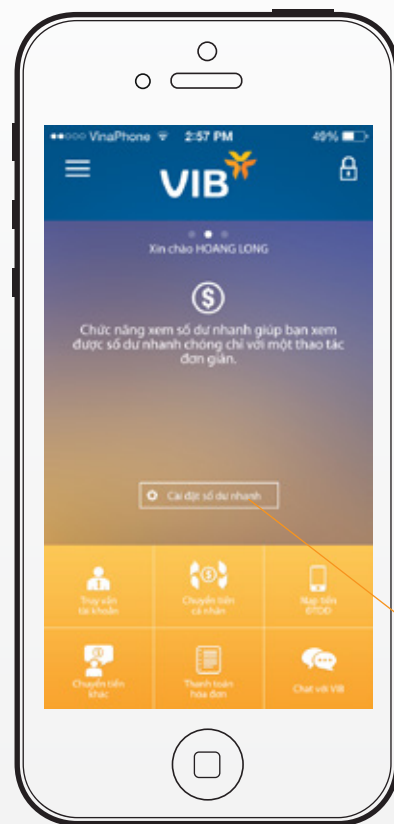 VinaPhone 2:57 PM 49%
VIB
Xin chào HOANG LONG
Chức năng xem số dư nhanh giúp bạn xem
được số dư nhanh chóng chỉ với một thao tác
đơn giản.
Cài đặt số dư nhanh
Truy vấn
tài khoản
Chuyển tiền
cá nhân
Nạp tiền
ĐTDĐ
Chuyển tiền
khác
Thanh toán
hóa đơn
Chat với VIB